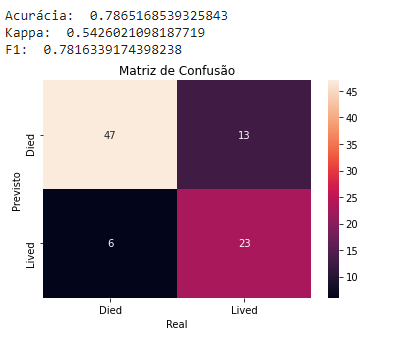 Acurácia:  0.7865168539325843
Kappa:  0.5426021098187719
F1:  0.7816339174398238
Matriz de Confusão
Previsto
Died
47
13
Lived
6
23
Died
Lived
Real
45
40
35
30
25
20
15
10